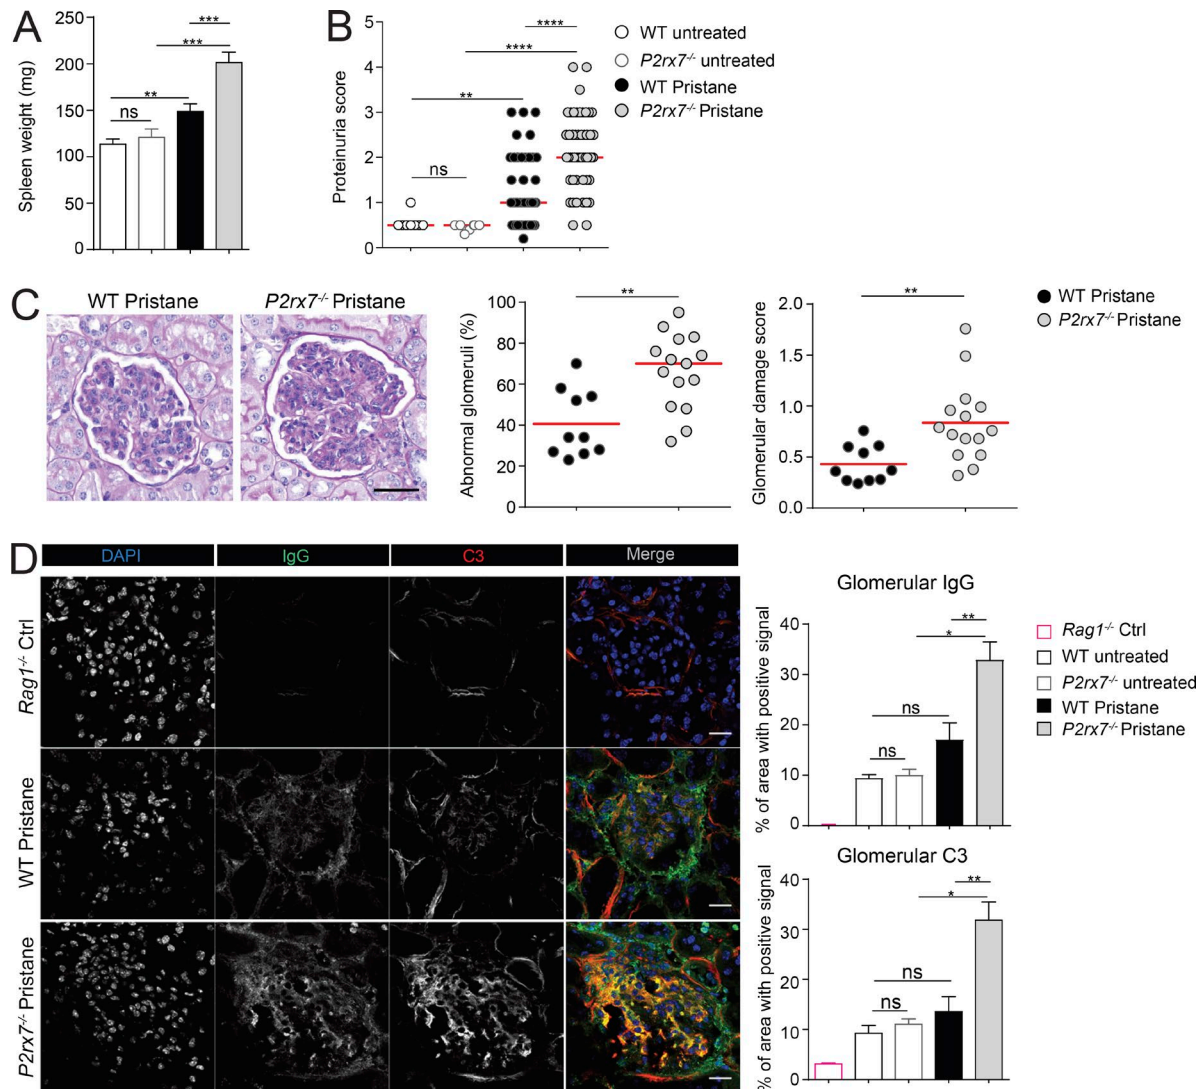 A
Spleen weight (mg)
250
200
150
100
50
0
***
***
**
ns
B
Proteinuria score
5
4
3
2
1
0
****
****
**
ns
WT untreated
P2rx7-/- untreated
WT Pristane
P2rx7-/- Pristane
C
WT Pristane
P2rx7-/- Pristane
Abnormal glomeruli (%)
100
80
60
40
20
0
**
Glomerular damage score
2.0
1.5
1.0
0.5
0.0
**
WT Pristane
P2rx7-/- Pristane
D
DAPI
IgG
C3
Merge
Rag1-/- Ctrl
WT Pristane
P2rx7-/- Pristane
Glomerular IgG
% of area with positive signal
40
30
20
10
0
**
*
ns
ns
Rag1-/- Ctrl
WT untreated
P2rx7-/- untreated
WT Pristane
P2rx7-/- Pristane
Glomerular C3
% of area with positive signal
40
30
20
10
0
**
*
ns
ns